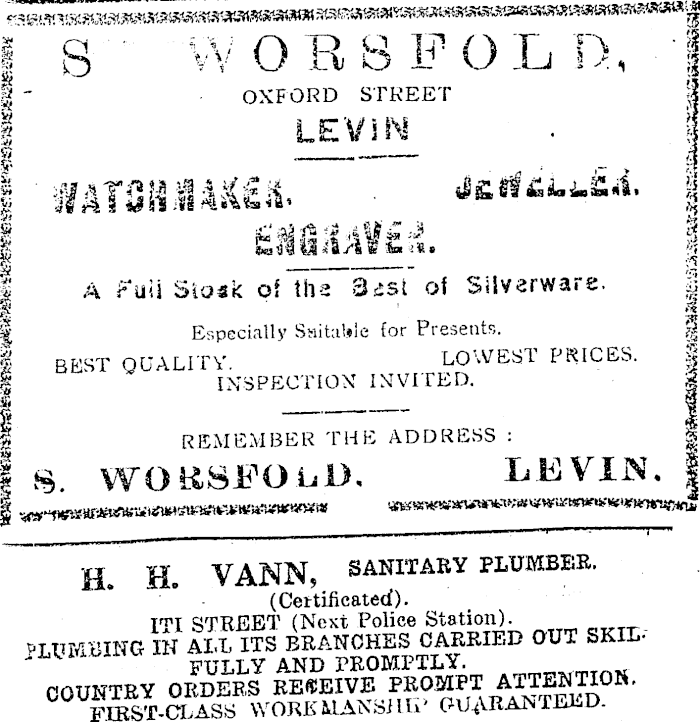 S WORSFOLD,
OXFORD STREET
LEVIN
WATCHMAKER. JEWELLER.
ENGRAVER.
A Full Stock of the Best of Silverware.
Especially Suitable for Presents.
BEST QUALITY. LOWEST PRICES.
INSPECTION INVITED.
REMEMBER THE ADDRESS :
S. WORSFOLD, LEVIN.
H. H. VANN, SANITARY PLUMBER.
(Certificated).
ITI STREET (Next Police Station).
PLUMBING IN ALL ITS BRANCHES CARRIED OUT SKIL-
FULLY AND PROMPTLY.
COUNTRY ORDERS RECEIVE PROMPT ATTENTION.
FIRST-CLASS WORKMANSHIP GUARANTEED.